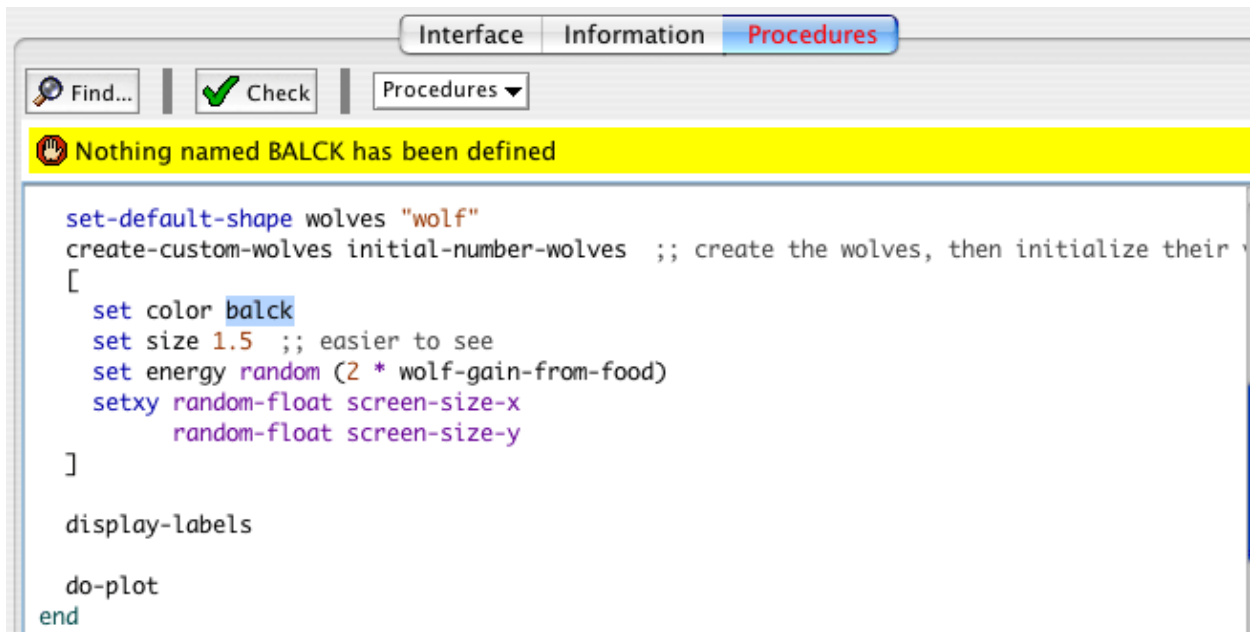 Interface Information Procedures
Find... Check Procedures
Nothing named BALCK has been defined
set-default-shape wolves "wolf"
create-custom-wolves initial-number-wolves ;; create the wolves, then initialize their
[
set color balck
set size 1.5 ;; easier to see
set energy random (2 * wolf-gain-from-food)
setxy random-float screen-size-x
random-float screen-size-y
]
display-labels
do-plot
end